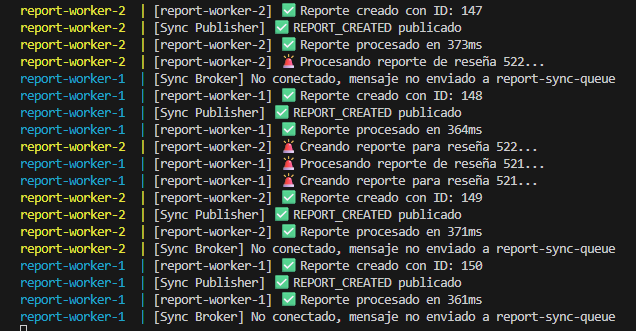 report-worker-2 | [report-worker-2] ✅ Reporte creado con ID: 147
report-worker-2 | [Sync Publisher] ✅ REPORT_CREATED publicado
report-worker-2 | [report-worker-2] ✅ Reporte procesado en 373ms
report-worker-2 | [report-worker-2] 🚨 Procesando reporte de reseña 522...
report-worker-1 | [Sync Broker] No conectado, mensaje no enviado a report-sync-queue
report-worker-1 | [report-worker-1] ✅ Reporte creado con ID: 148
report-worker-1 | [Sync Publisher] ✅ REPORT_CREATED publicado
report-worker-1 | [report-worker-1] ✅ Reporte procesado en 364ms
report-worker-2 | [report-worker-2] 🚨 Creando reporte para reseña 522...
report-worker-1 | [report-worker-1] 🚨 Procesando reporte de reseña 521...
report-worker-1 | [report-worker-1] 🚨 Creando reporte para reseña 521...
report-worker-2 | [report-worker-2] ✅ Reporte creado con ID: 149
report-worker-2 | [Sync Publisher] ✅ REPORT_CREATED publicado
report-worker-2 | [report-worker-2] ✅ Reporte procesado en 371ms
report-worker-2 | [Sync Broker] No conectado, mensaje no enviado a report-sync-queue
report-worker-1 | [report-worker-1] ✅ Reporte creado con ID: 150
report-worker-1 | [Sync Publisher] ✅ REPORT_CREATED publicado
report-worker-1 | [report-worker-1] ✅ Reporte procesado en 361ms
report-worker-1 | [Sync Broker] No conectado, mensaje no enviado a report-sync-queue